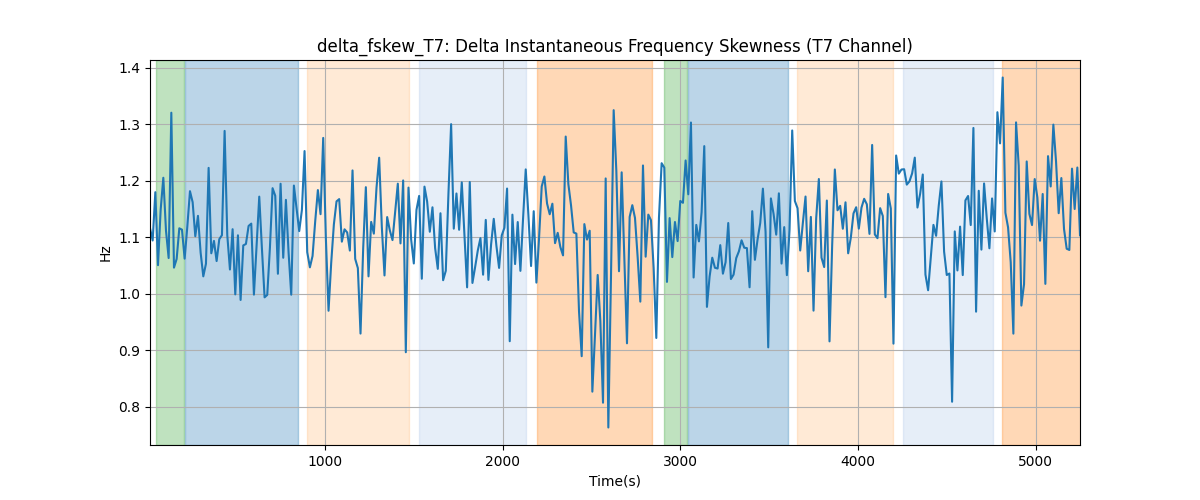 delta_fskew_T7: Delta Instantaneous Frequency Skewness (T7 Channel)
1.4
1.3
1.2
1.1
1.0
0.9
0.8
Hz
1000 2000 3000 4000 5000
Time(s)